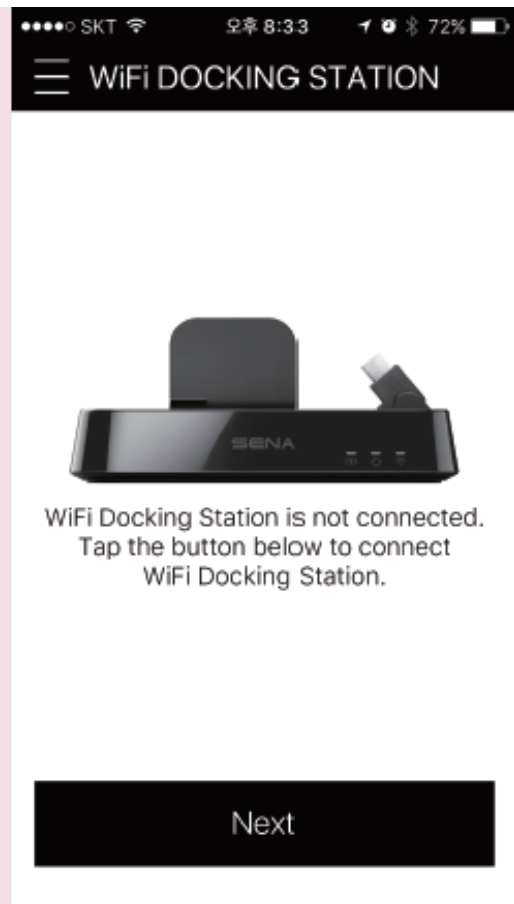 SKT 오후 8:33 72%
WiFi DOCKING STATION
SENA
WiFi Docking Station is not connected.
Tap the button below to connect
WiFi Docking Station.
Next